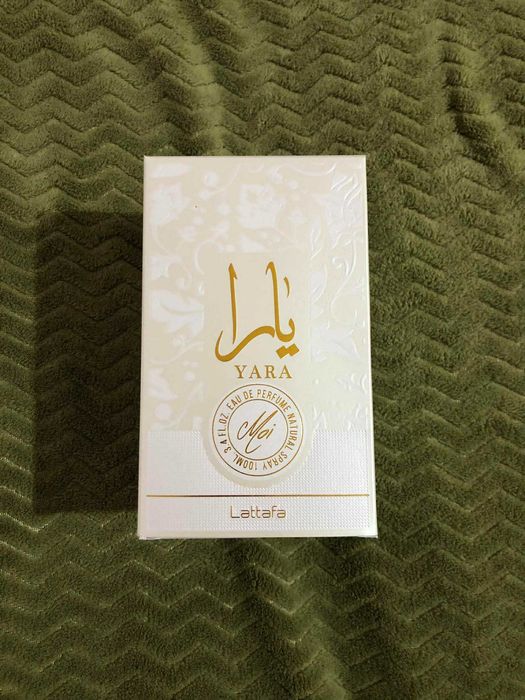 يارا
YARA
EAU DE PERFUME NATURAL SPRAY 100ML 3.4 FL.OZ.
Moi
Lattafa